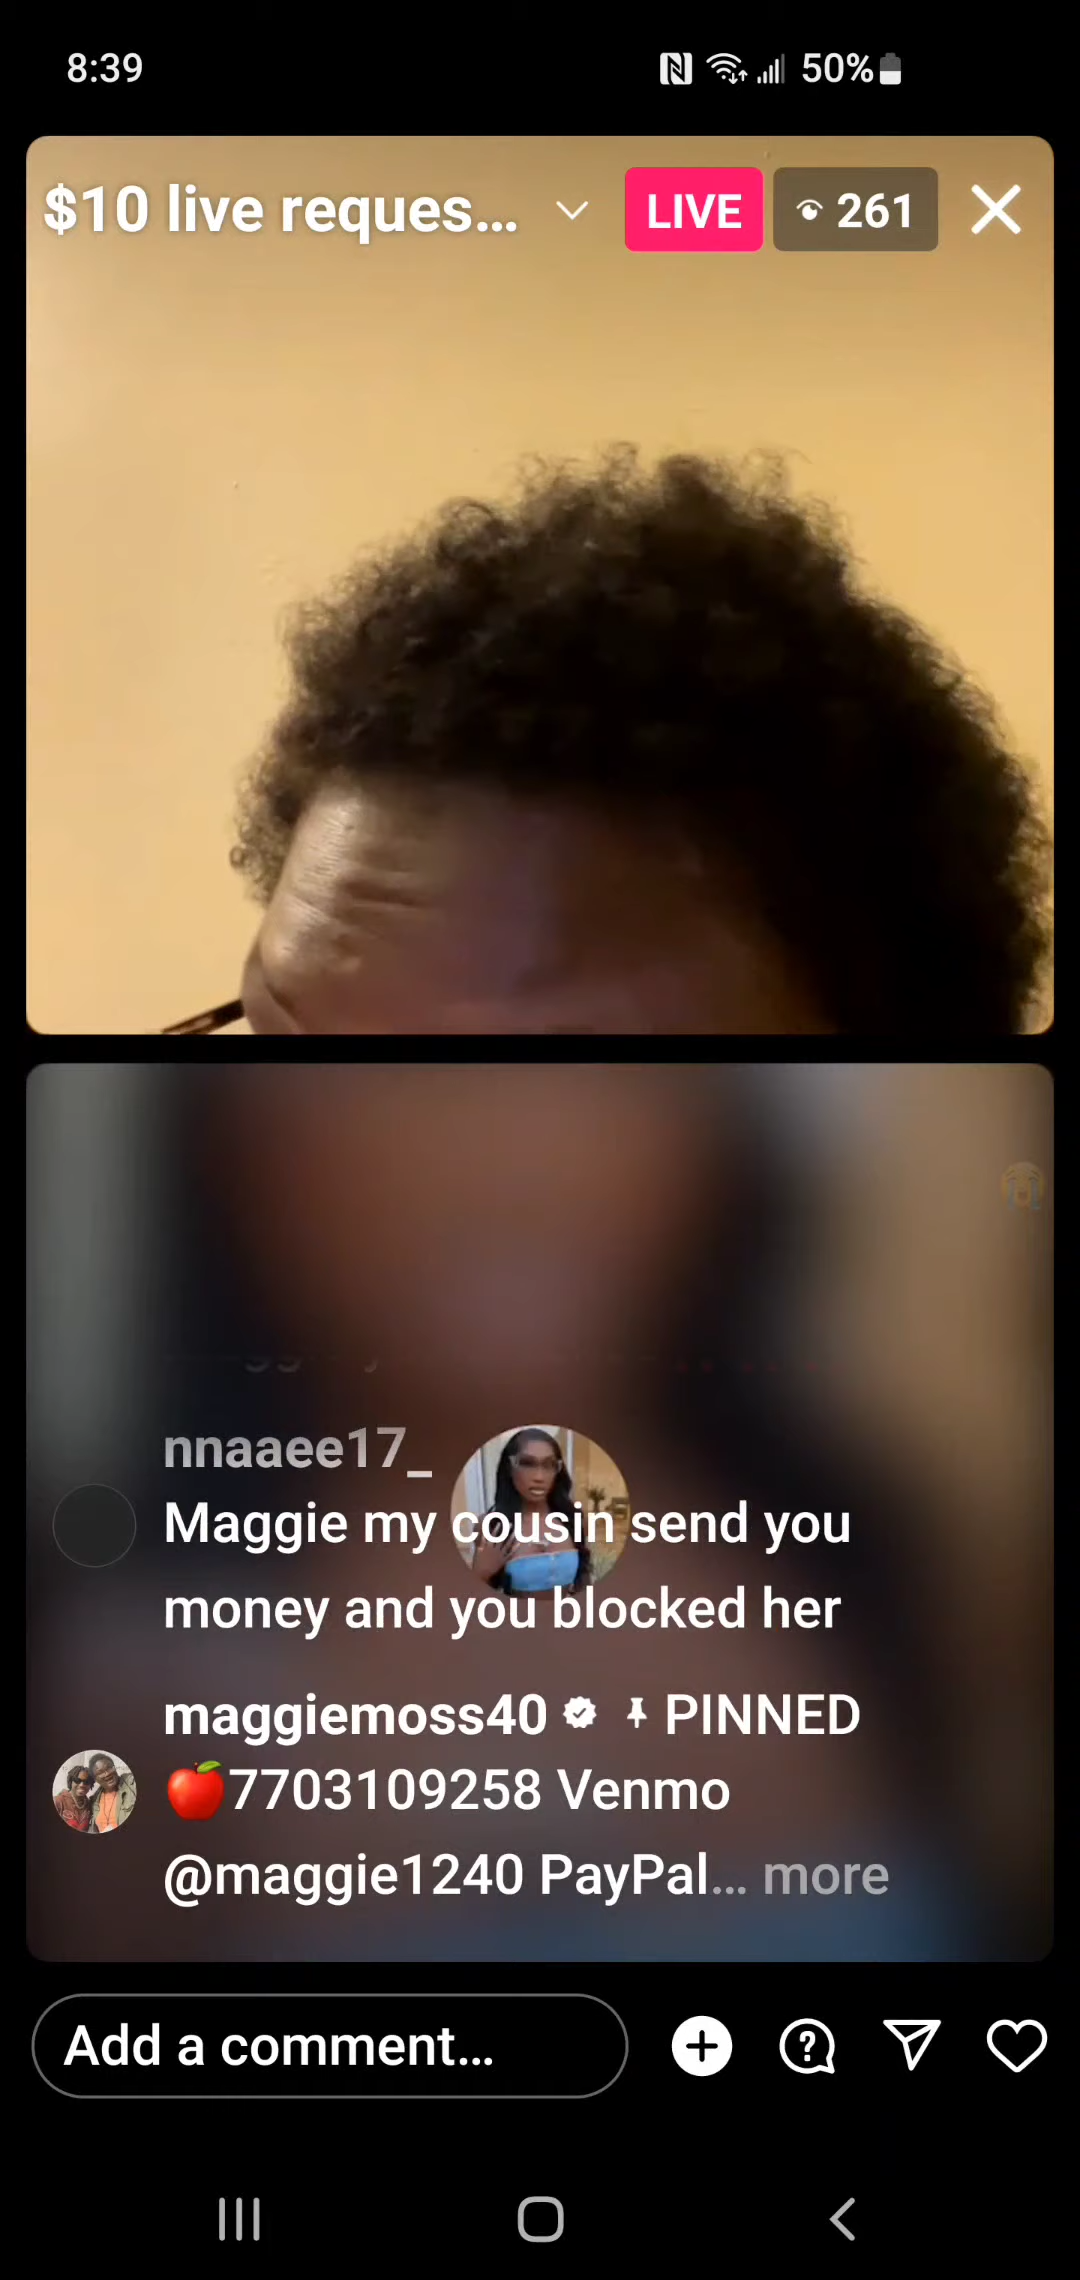 8:39
50%
$10 live reques...
LIVE
261
nnaaee17_
Maggie my cousin send you
money and you blocked her
maggiemoss40 PINNED
🍎7703109258 Venmo
@maggie1240 PayPal... more
Add a comment...